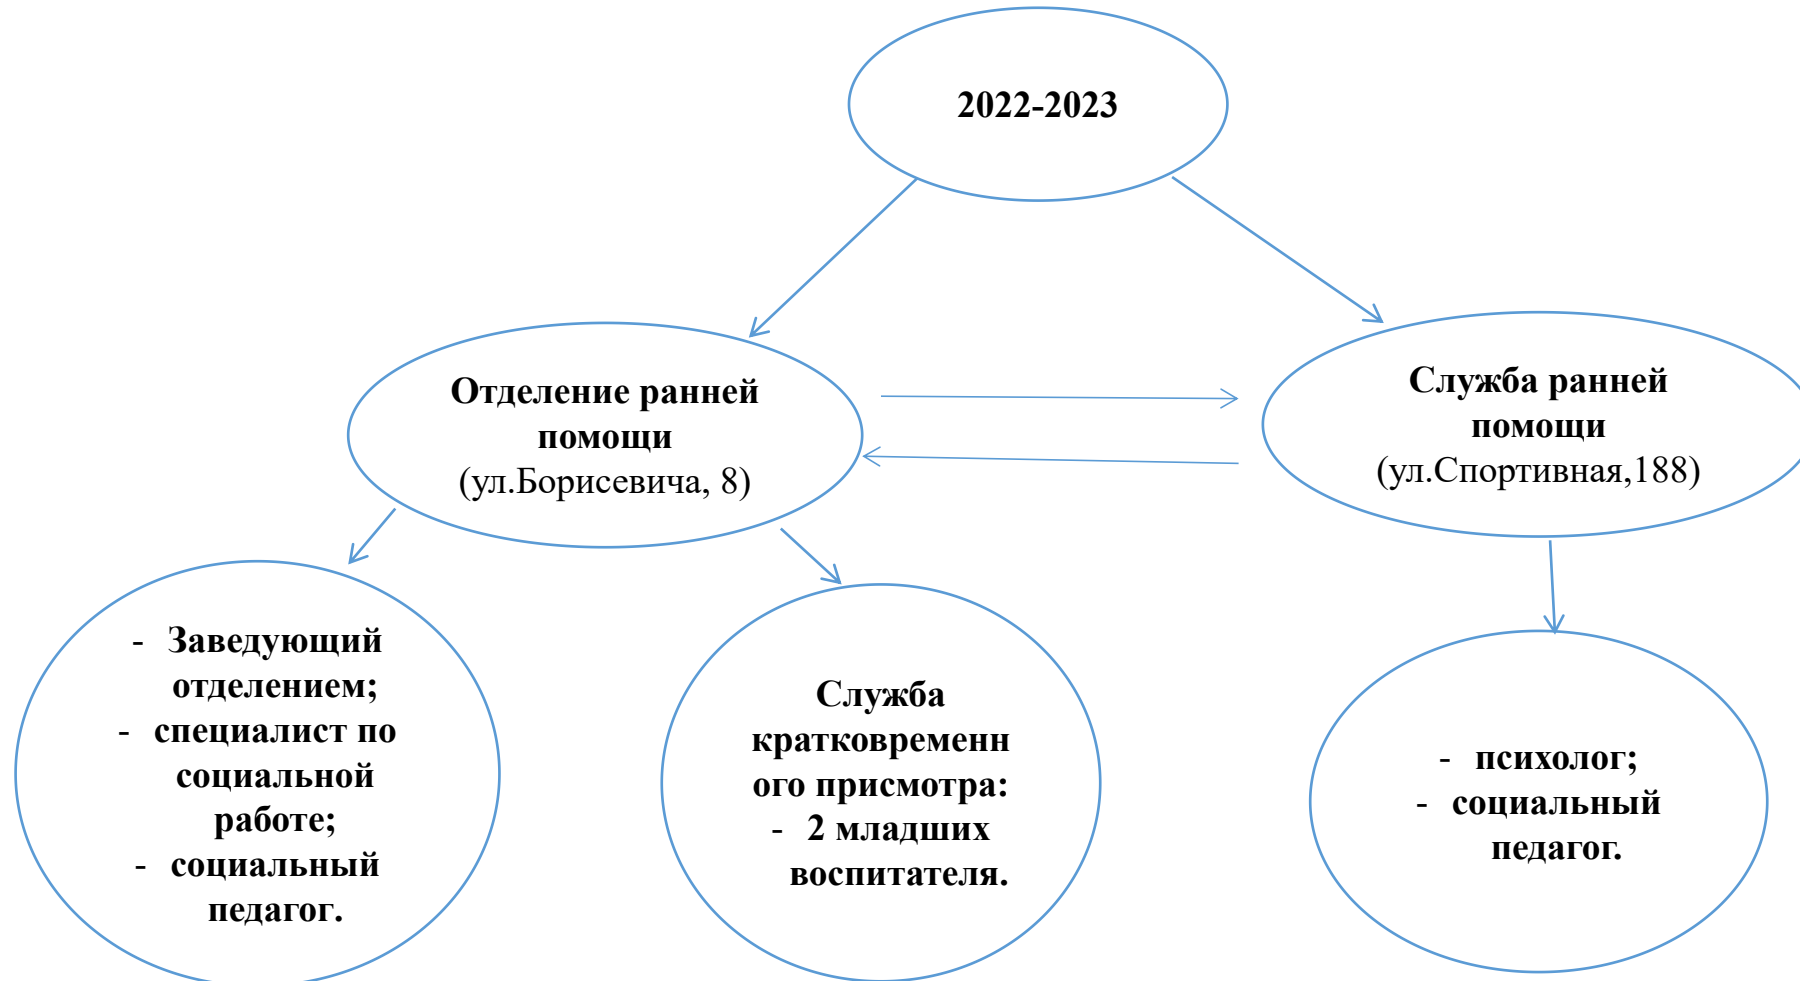 2022-2023
Отделение ранней
помощи
(ул.Борисевича, 8)
Служба ранней
помощи
(ул.Спортивная,188)
- Заведующий
отделением;
- специалист по
социальной
работе;
- социальный
педагог.
Служба
кратковременн
ого присмотра:
- 2 младших
воспитателя.
- психолог;
- социальный
педагог.